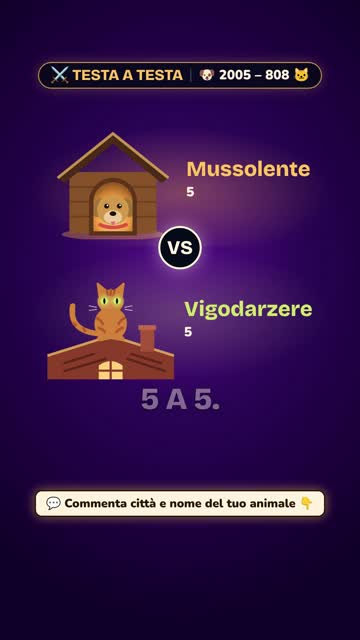 ⚔️ TESTA A TESTA | 🐶 2005 – 808 🐱
Mussolente
5
VS
Vigodarzere
5
5 A 5.
💬 Commenta città e nome del tuo animale 👇